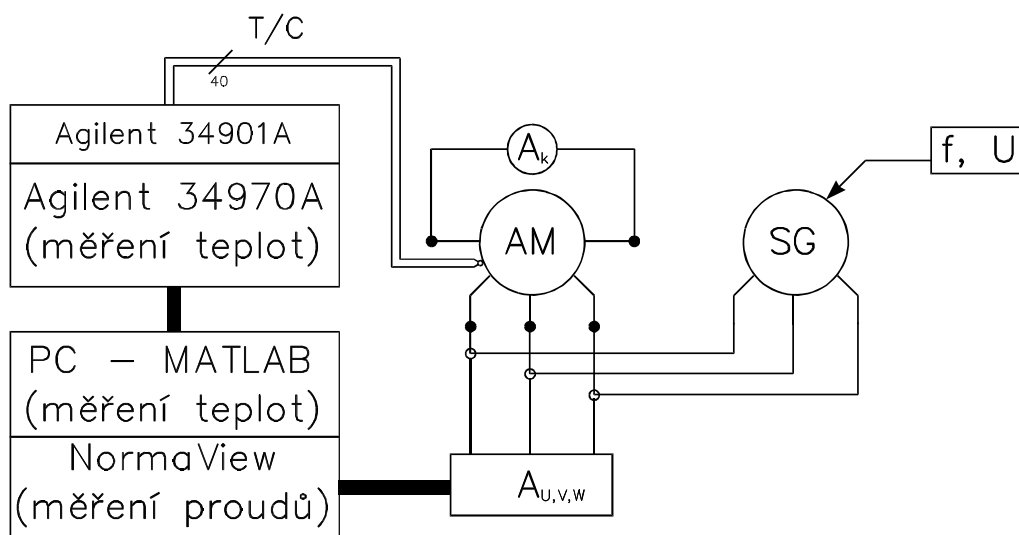 T/C
40
Agilent 34901A
Agilent 34970A
(měření teplot)
PC – MATLAB
(měření teplot)
NormaView
(měření proudů)
Ak
AM
SG
f, U
AU,V,W